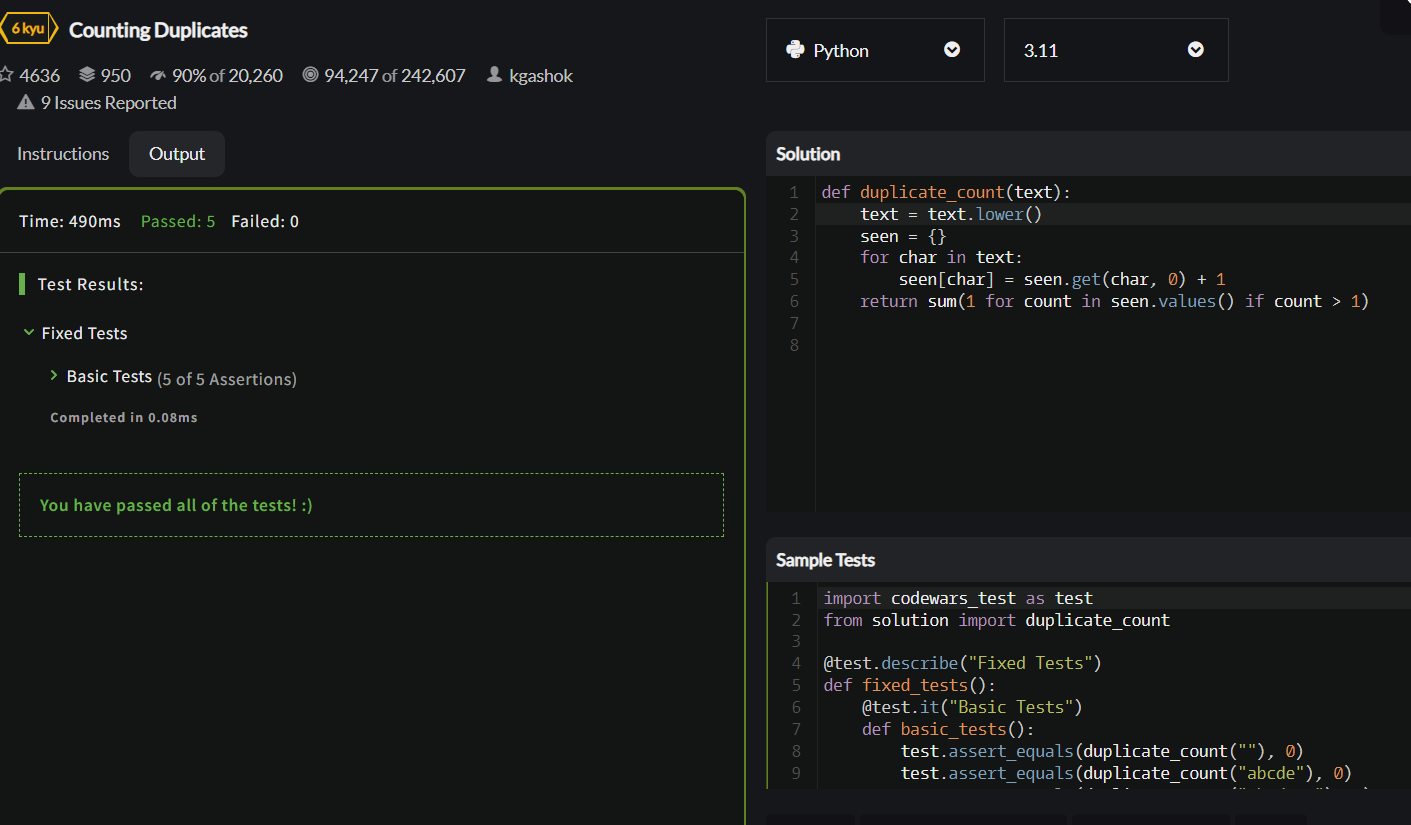 6 kyu Counting Duplicates
4636 950 90% of 20,260 94,247 of 242,607 kgashok
9 Issues Reported
Instructions Output
Time: 490ms Passed: 5 Failed: 0
Test Results:
Fixed Tests
Basic Tests (5 of 5 Assertions)
Completed in 0.08ms
You have passed all of the tests! :)
Python 3.11
Solution
1 def duplicate_count(text):
2     text = text.lower()
3     seen = {}
4     for char in text:
5         seen[char] = seen.get(char, 0) + 1
6     return sum(1 for count in seen.values() if count > 1)
7
8
Sample Tests
1 import codewars_test as test
2 from solution import duplicate_count
3
4 @test.describe("Fixed Tests")
5 def fixed_tests():
6     @test.it("Basic Tests")
7     def basic_tests():
8         test.assert_equals(duplicate_count(""), 0)
9         test.assert_equals(duplicate_count("abcde"), 0)